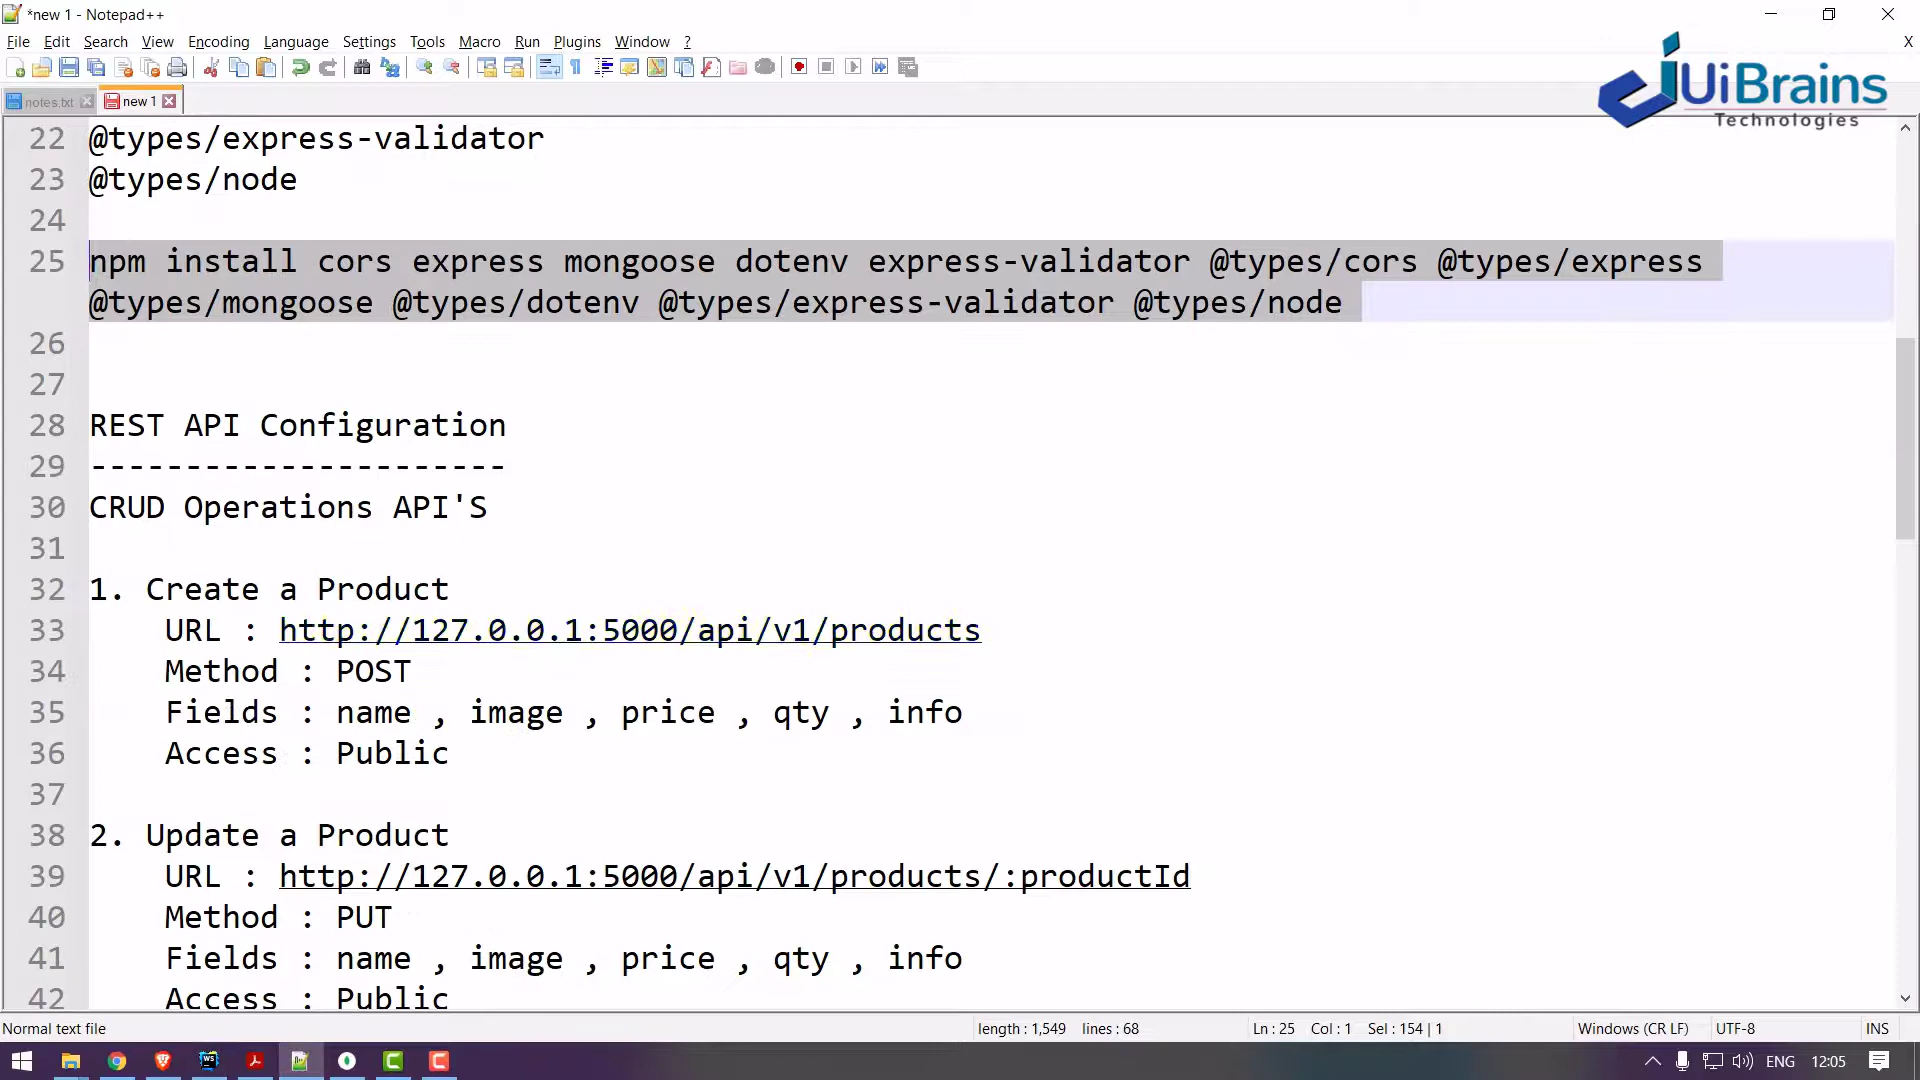 *new 1 - Notepad++
File Edit Search View Encoding Language Settings Tools Macro Run Plugins Window ? X
UiBrains
Technologies
notes.txt new 1
22 @types/express-validator
23 @types/node
24
25 npm install cors express mongoose dotenv express-validator @types/cors @types/express
@types/mongoose @types/dotenv @types/express-validator @types/node
26
27
28 REST API Configuration
29 ----------------------
30 CRUD Operations API'S
31
32 1. Create a Product
33 URL : http://127.0.0.1:5000/api/v1/products
34 Method : POST
35 Fields : name , image , price , qty , info
36 Access : Public
37
38 2. Update a Product
39 URL : http://127.0.0.1:5000/api/v1/products/:productId
40 Method : PUT
41 Fields : name , image , price , qty , info
42 Access : Public
Normal text file length : 1,549 lines : 68 Ln : 25 Col : 1 Sel : 154 | 1 Windows (CR LF) UTF-8 INS
WS ENG 12:05